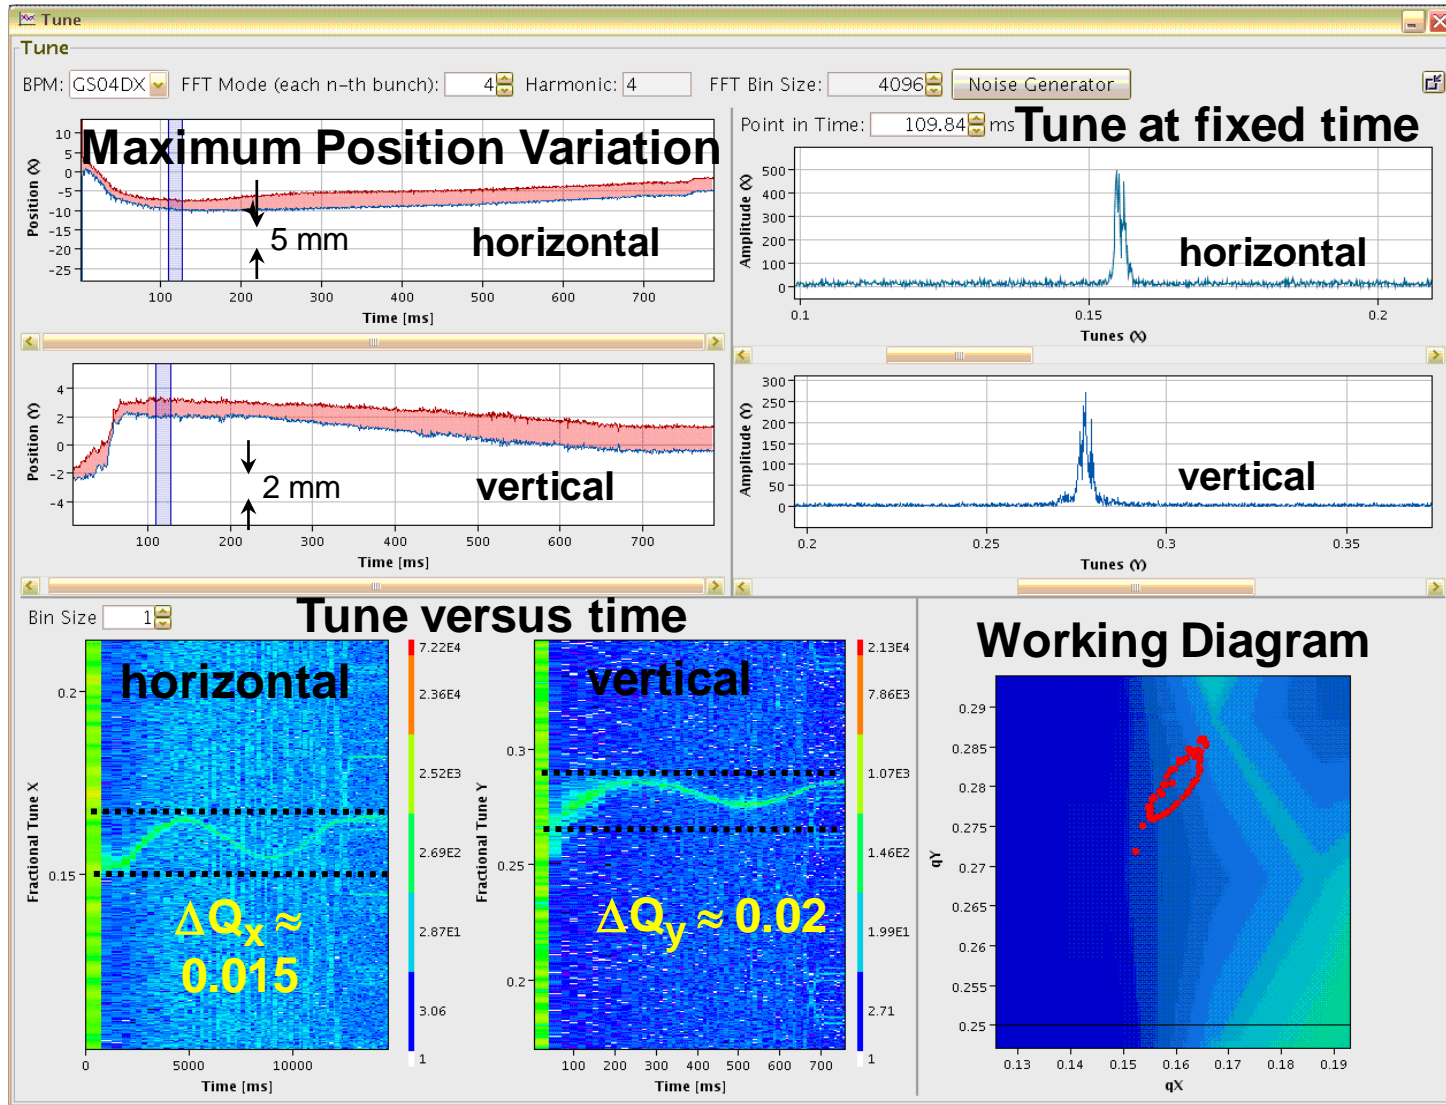 Tune
Tune
BPM: GS04DX FFT Mode (each n-th bunch): 4 Harmonic: 4 FFT Bin Size: 4096 Noise Generator
Maximum Position Variation
Position (X)
10
5
0
-5
-10
-15
-20
-25
5 mm
horizontal
100 200 300 400 500 600 700
Time [ms]
Point in Time: 109.84 ms
Tune at fixed time
Amplitude (X)
500
400
300
200
100
0
horizontal
0.1 0.15 0.2
Tunes (X)
Position (Y)
4
2
0
-2
-4
2 mm
vertical
100 200 300 400 500 600 700
Time [ms]
Amplitude (Y)
300
250
200
150
100
50
0
vertical
0.2 0.25 0.3 0.35
Tunes (Y)
Bin Size 1
Tune versus time
Fractional Tune X
0.2
0.15
horizontal
ΔQx ≈
0.015
0 5000 10000
Time [ms]
7.22E4
2.36E4
2.52E3
2.69E2
2.87E1
3.06
1
Fractional Tune Y
0.3
0.25
0.2
vertical
ΔQy ≈ 0.02
100 200 300 400 500 600 700
Time [ms]
2.13E4
7.86E3
1.07E3
1.46E2
1.99E1
2.71
1
Working Diagram
qY
0.29
0.285
0.28
0.275
0.27
0.265
0.26
0.255
0.25
0.13 0.14 0.15 0.16 0.17 0.18 0.19
qX